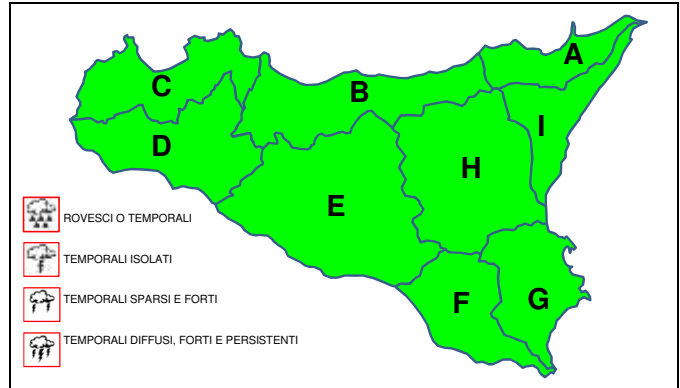 A
C
B
I
D
H
E
ROVESCI O TEMPORALI
TEMPORALI ISOLATI
TEMPORALI SPARSI E FORTI
F
G
TEMPORALI DIFFUSI, FORTI E PERSISTENTI